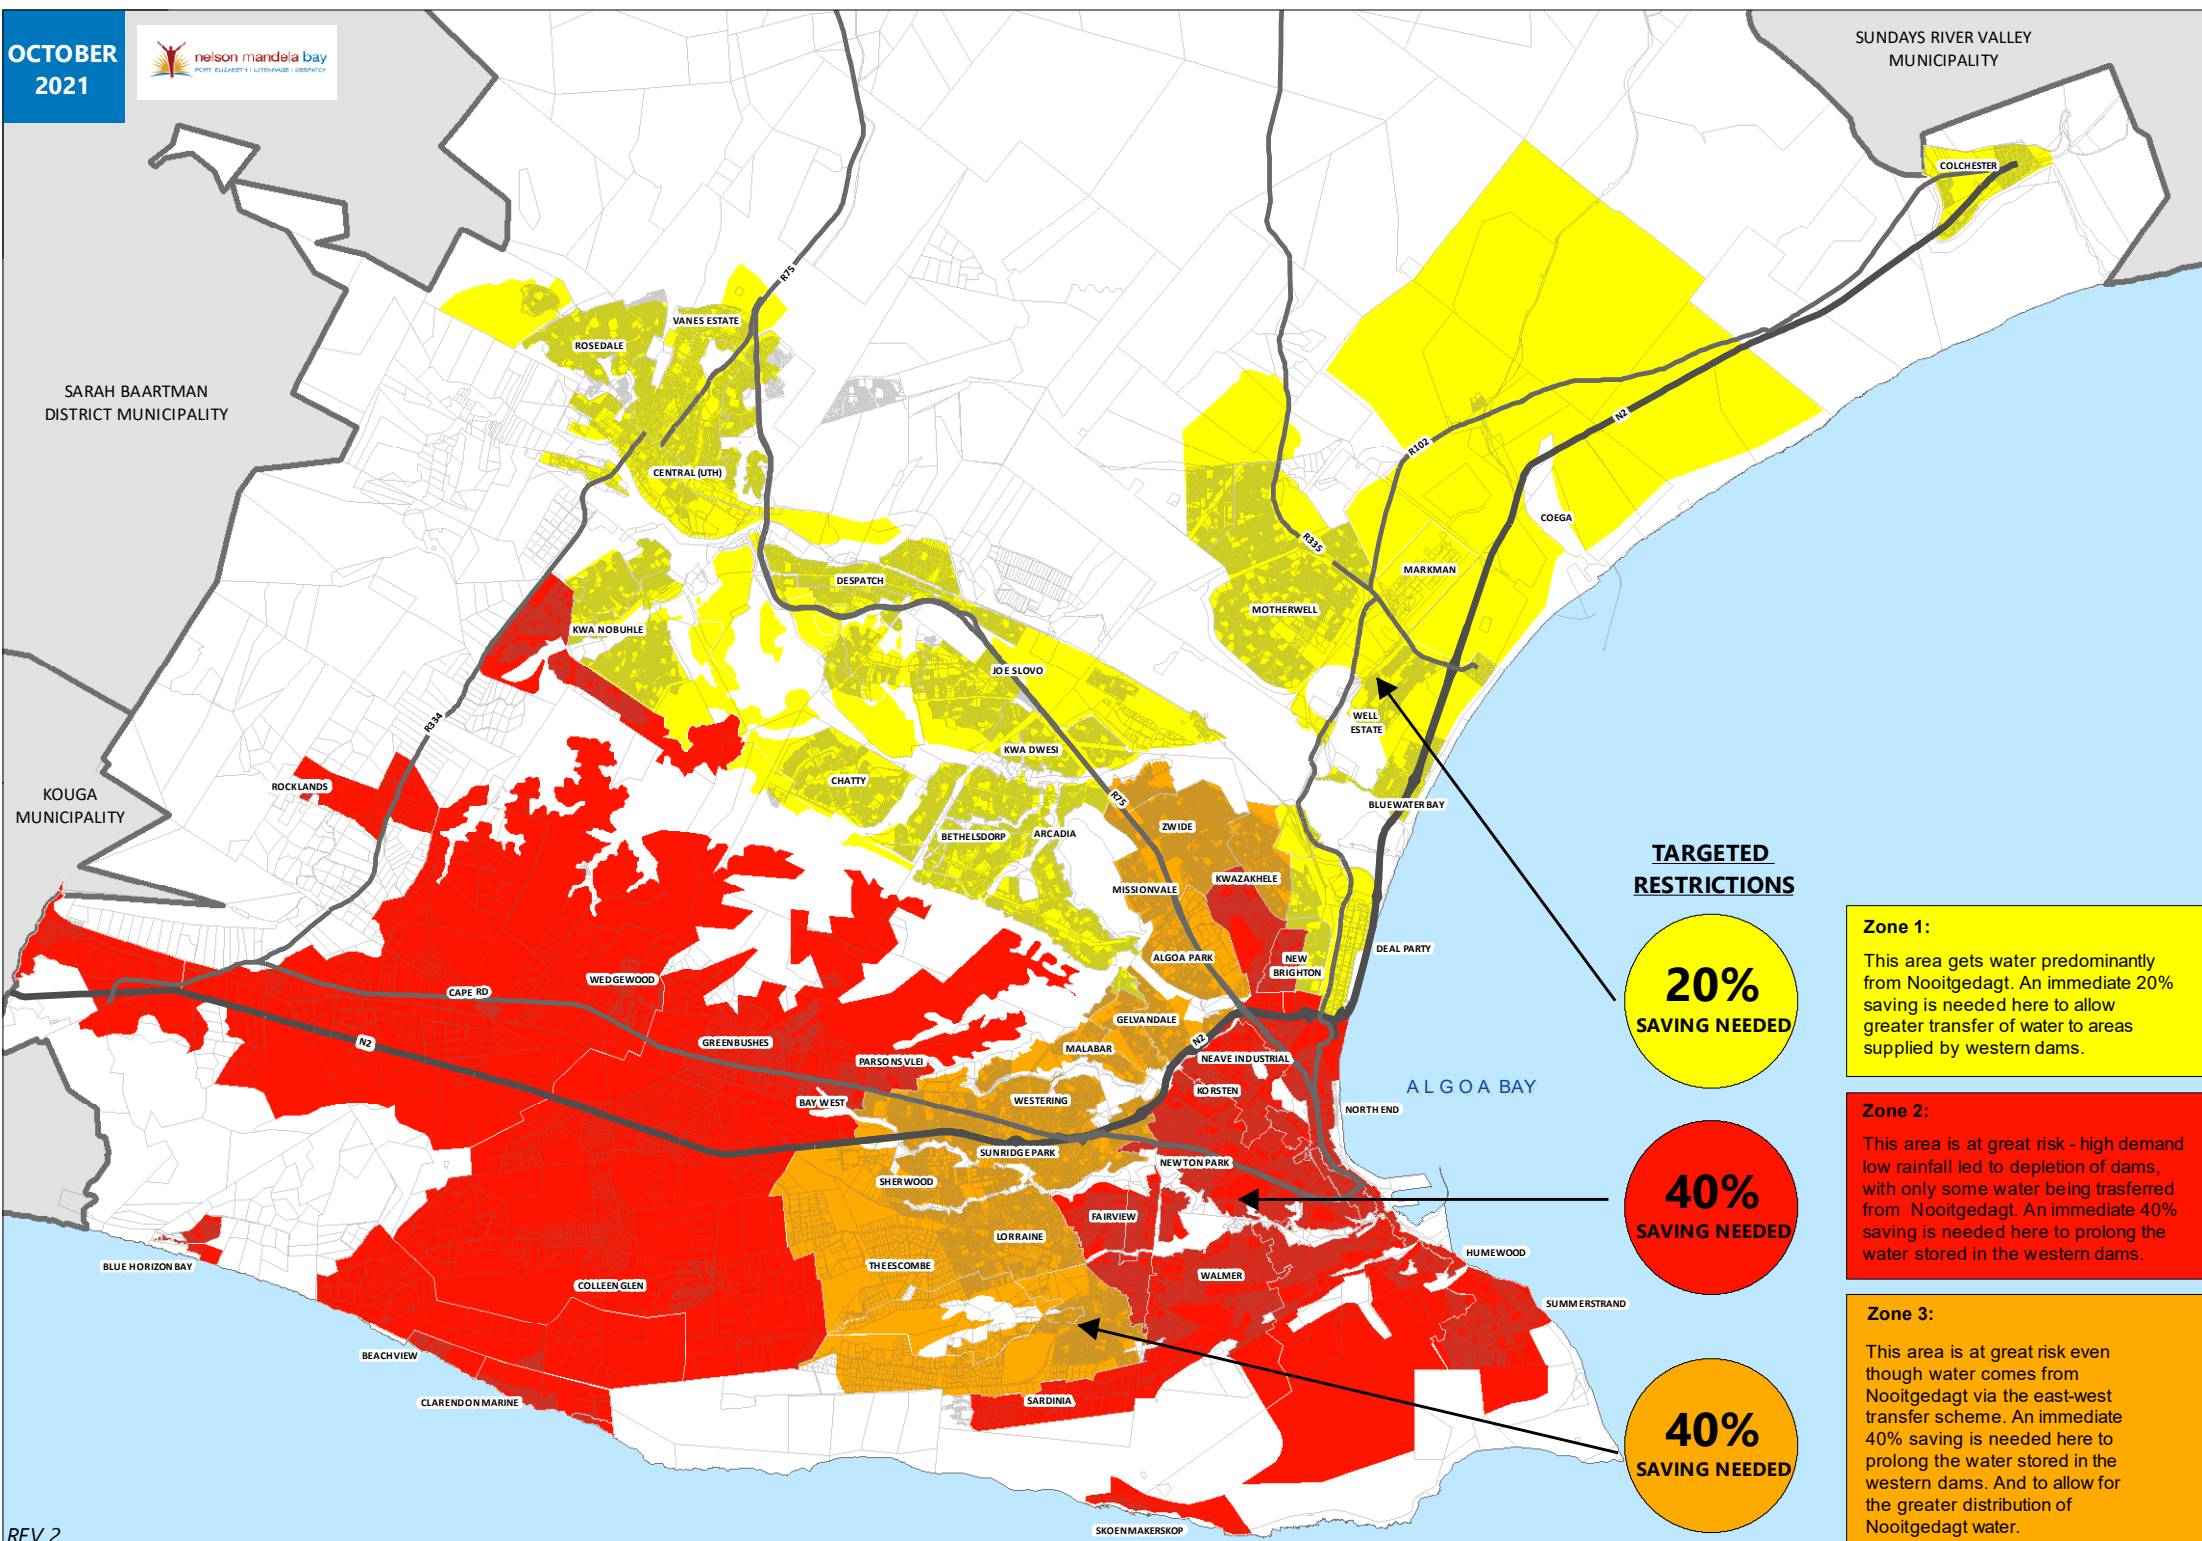 OCTOBER
2021
nelson mandela bay
PORT ELIZABETH | UITENHAGE | DESPATCH
SUNDAYS RIVER VALLEY
MUNICIPALITY
COLCHESTER
R75
VANES ESTATE
ROSEDALE
SARAH BAARTMAN
DISTRICT MUNICIPALITY
N2
R102
CENTRAL (UTH)
COEGA
R335
MARKMAN
DESPATCH
MOTHERWELL
KWA NOBUHLE
JOE SLOVO
R334
WELL
ESTATE
KWA DWESI
CHATTY
ROCKLANDS
KOUGA
MUNICIPALITY
R75
BLUEWATER BAY
ZWIDE
BETHELSDORP
ARCADIA
KWAZAKHELE
MISSIONVALE
DEAL PARTY
ALGOA PARK
NEW
BRIGHTON
WEDGEWOOD
CAPE RD
GELVANDALE
N2
GREENBUSHES
MALABAR
N2
PARSONS VLEI
NEAVE INDUSTRIAL
KORSTEN
BAY WEST
WESTERING
NORTH END
ALGOA BAY
SUNRIDGE PARK
NEWTON PARK
SHERWOOD
FAIRVIEW
LORRAINE
HUMEWOOD
BLUE HORIZON BAY
THEESCOMBE
WALMER
COLLEEN GLEN
SUMMERSTRAND
BEACHVIEW
CLARENDON MARINE
SARDINIA
SKOENMAKERSKOP
REV 2
TARGETED
RESTRICTIONS
20%
SAVING NEEDED
40%
SAVING NEEDED
40%
SAVING NEEDED
Zone 1:
This area gets water predominantly
from Nooitgedagt. An immediate 20%
saving is needed here to allow
greater transfer of water to areas
supplied by western dams.
Zone 2:
This area is at great risk - high demand
low rainfall led to depletion of dams,
with only some water being trasferred
from Nooitgedagt. An immediate 40%
saving is needed here to prolong the
water stored in the western dams.
Zone 3:
This area is at great risk even
though water comes from
Nooitgedagt via the east-west
transfer scheme. An immediate
40% saving is needed here to
prolong the water stored in the
western dams. And to allow for
the greater distribution of
Nooitgedagt water.